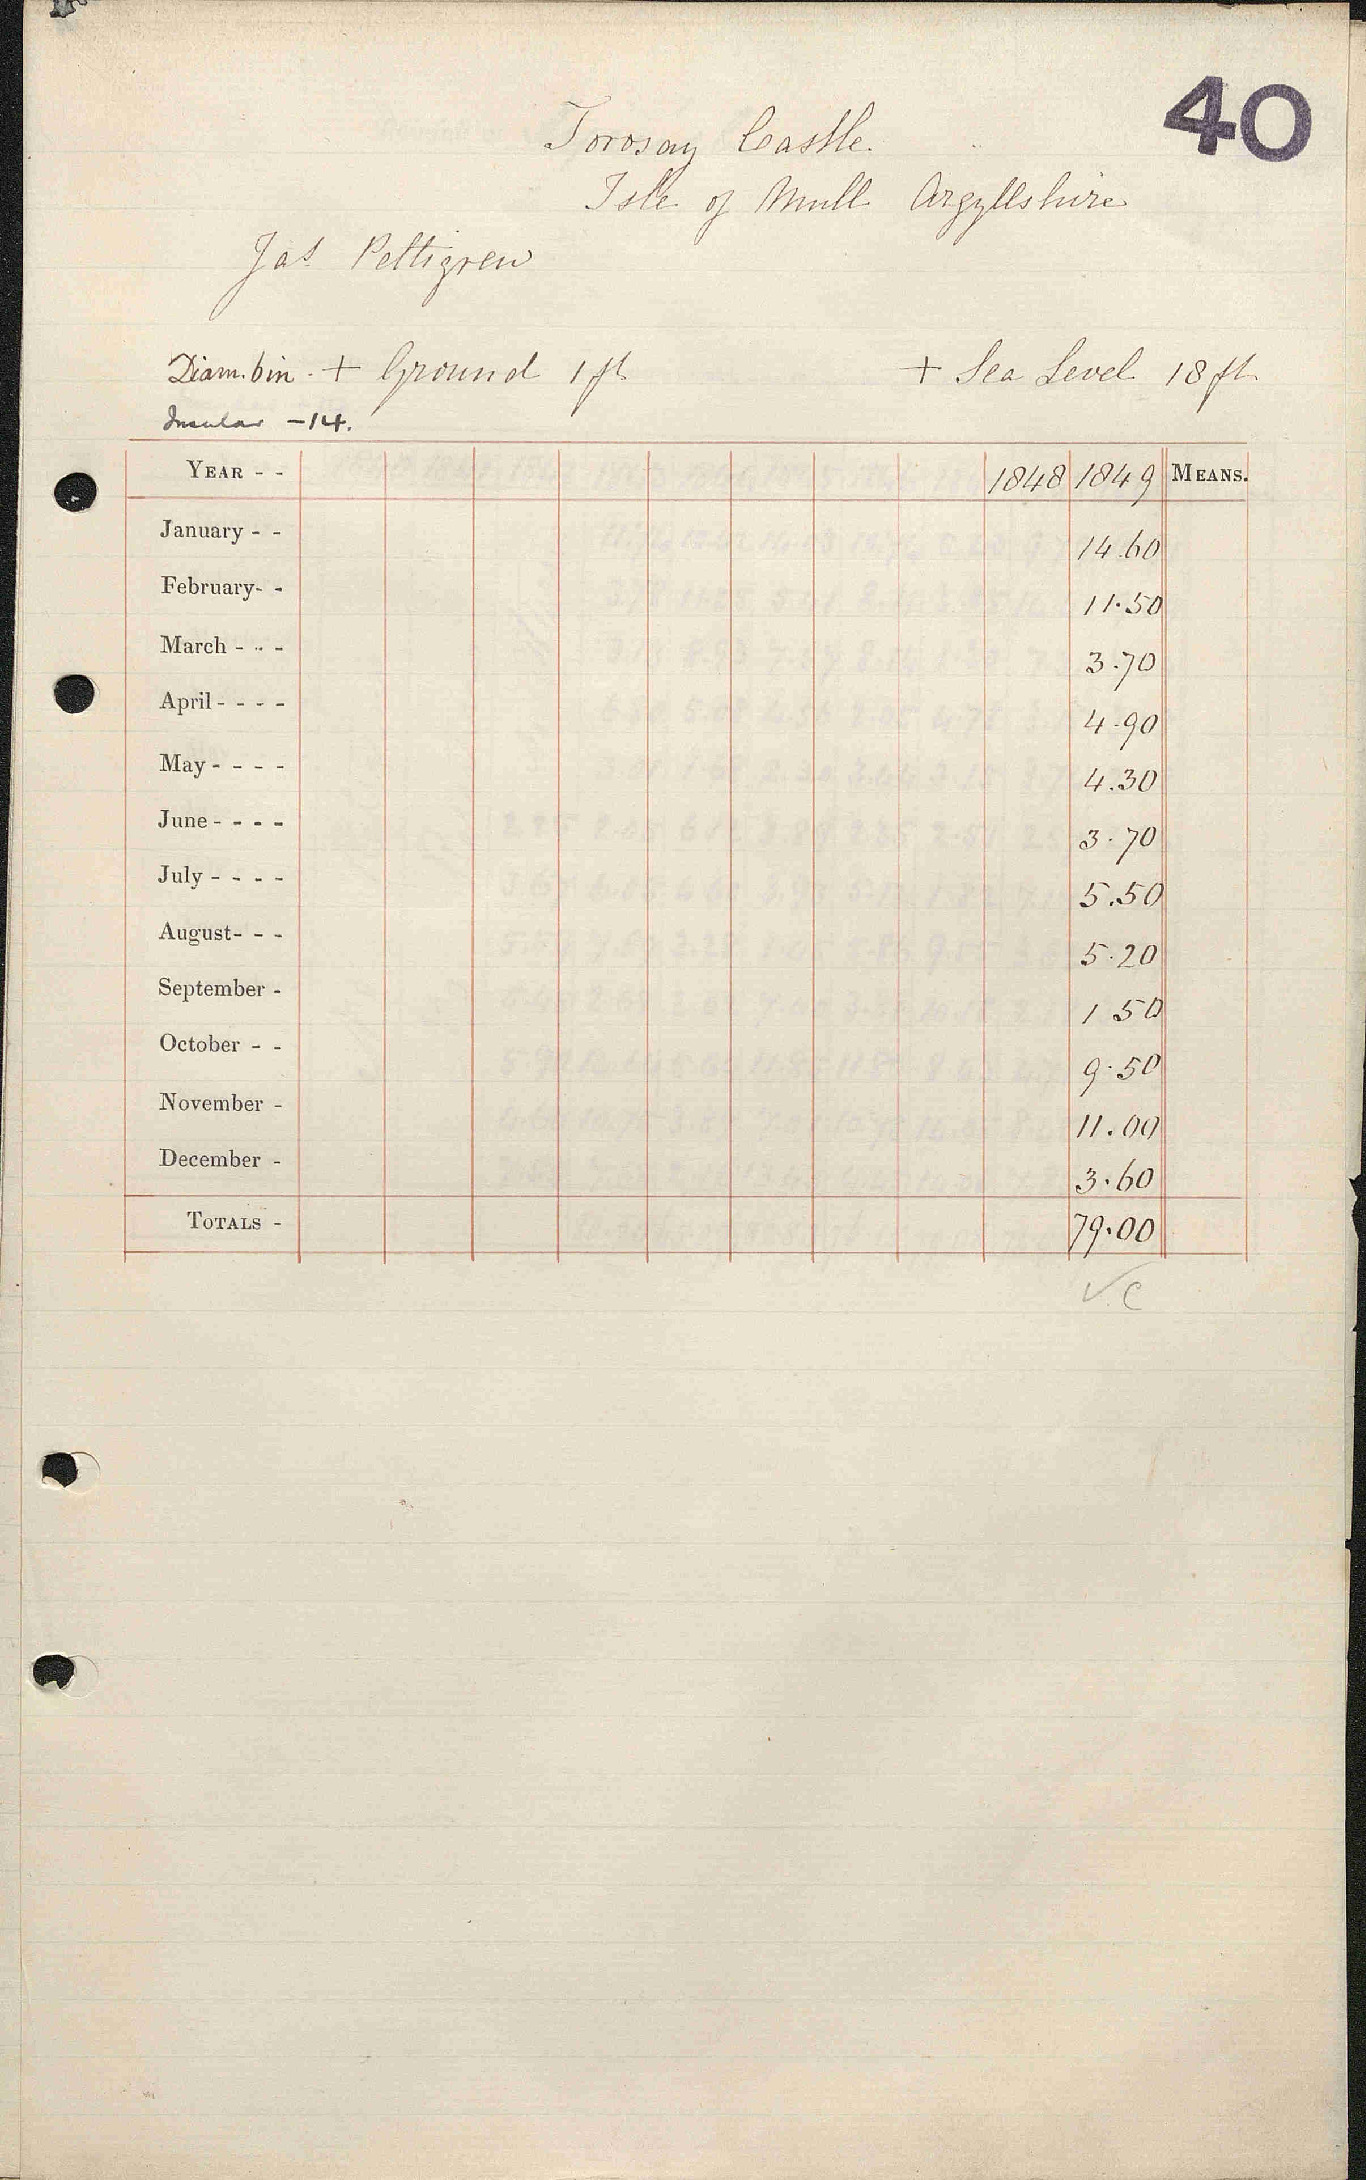 40
Torosay Castle.
Isle of Mull Argyllshire
Jas Pettigrew
Diam. 6in. + Ground 1 ft + Sea Level 18 ft
Insular -14.
YEAR - - 1848 1849 MEANS.
January - - 14.60
February- - 11.50
March - - - 3.70
April - - - - 4.90
May - - - - 4.30
June - - - - 3.70
July - - - - 5.50
August- - - 5.20
September - 1 50
October - - 9.50
November - 11.00
December - 3.60
TOTALS - 79.00
✓ C